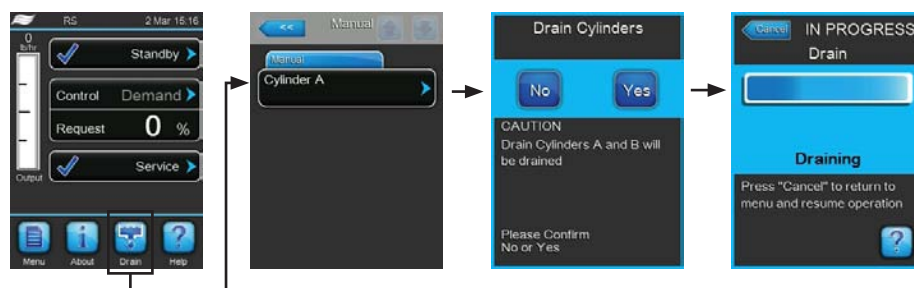 RS 2 Mar 15:16
0
lb/hr
Standby
Control Demand
Request 0 %
Service
Output
Menu About Drain Help
<< Manual
Manual
Cylinder A
Drain Cylinders
No Yes
CAUTION
Drain Cylinders A and B will
be drained
Please Confirm
No or Yes
Cancel IN PROGRESS
Drain
Draining
Press "Cancel" to return to
menu and resume operation
?